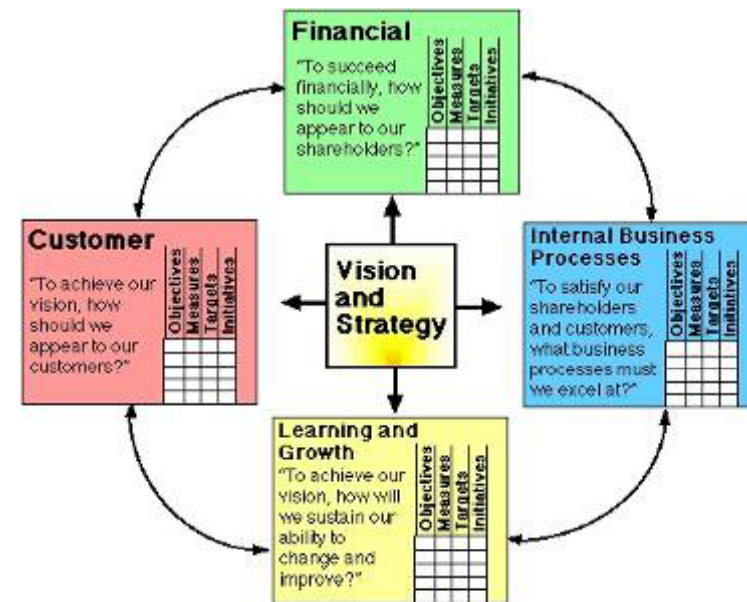 Financial
"To succeed
financially, how
should we
appear to our
shareholders?"
Objectives
Measures
Targets
Initiatives
Customer
"To achieve our
vision, how
should we
appear to our
customers?"
Objectives
Measures
Targets
Initiatives
Vision
and
Strategy
Internal Business
Processes
"To satisfy our
shareholders
and customers,
what business
processes must
we excel at?"
Objectives
Measures
Targets
Initiatives
Learning and
Growth
"To achieve our
vision, how will
we sustain our
ability to
change and
improve?"
Objectives
Measures
Targets
Initiatives